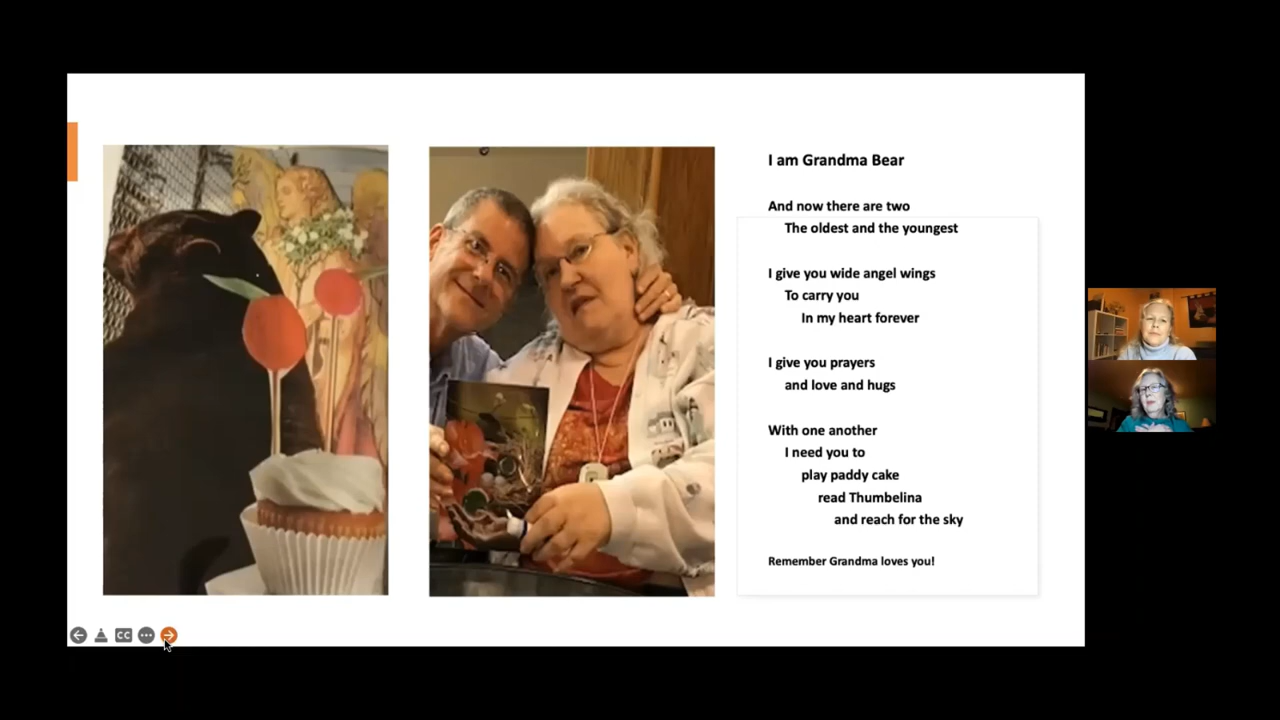 I am Grandma Bear
And now there are two
The oldest and the youngest
I give you wide angel wings
To carry you
In my heart forever
I give you prayers
and love and hugs
With one another
I need you to
play paddy cake
read Thumbelina
and reach for the sky
Remember Grandma loves you!
CC